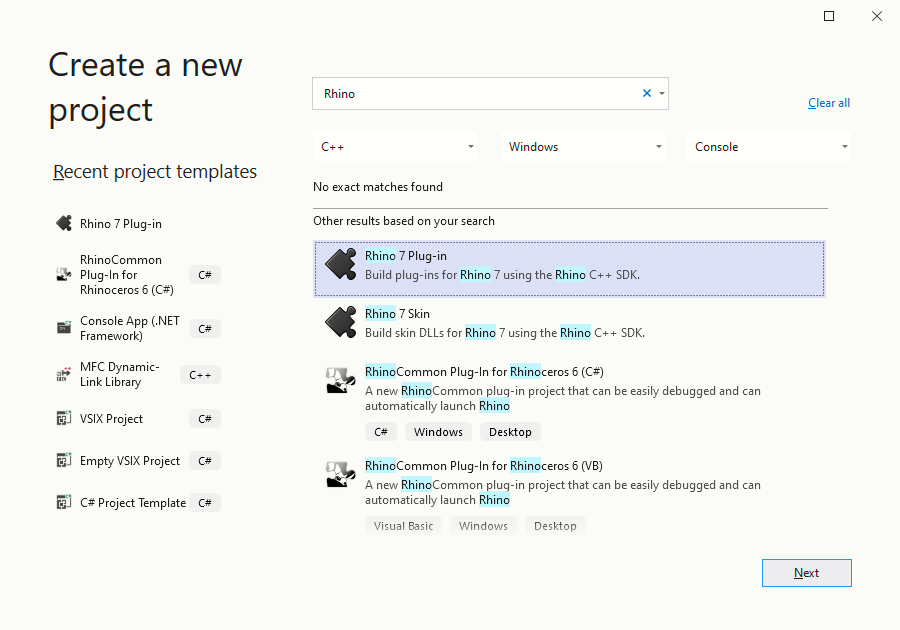 Create a new
project
Rhino
Clear all
C++
Windows
Console
Recent project templates
No exact matches found
Other results based on your search
Rhino 7 Plug-in
RhinoCommon
Plug-In for
Rhinoceros 6 (C#)
C#
Console App (.NET
Framework)
C#
MFC Dynamic-
Link Library
C++
VSIX Project
C#
Empty VSIX Project
C#
C# Project Template
C#
Rhino 7 Plug-in
Build plug-ins for Rhino 7 using the Rhino C++ SDK.
Rhino 7 Skin
Build skin DLLs for Rhino 7 using the Rhino C++ SDK.
RhinoCommon Plug-In for Rhinoceros 6 (C#)
A new RhinoCommon plug-in project that can be easily debugged and can
automatically launch Rhino
C#
Windows
Desktop
RhinoCommon Plug-In for Rhinoceros 6 (VB)
A new RhinoCommon plug-in project that can be easily debugged and can
automatically launch Rhino
Visual Basic
Windows
Desktop
Next